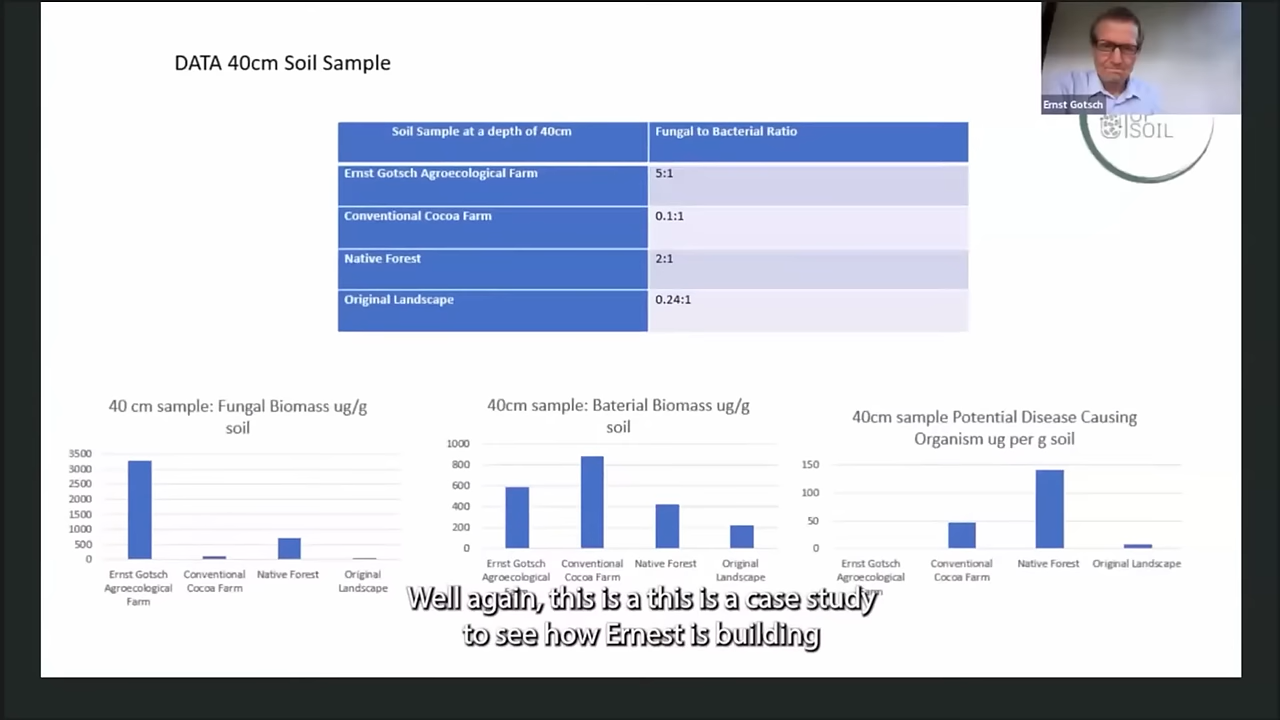 DATA 40cm Soil Sample
Ernst Gotsch
SOIL
Soil Sample at a depth of 40cm
Fungal to Bacterial Ratio
Ernst Gotsch Agroecological Farm
5:1
Conventional Cocoa Farm
0.1:1
Native Forest
2:1
Original Landscape
0.24:1
40 cm sample: Fungal Biomass ug/g
soil
3500
3000
2500
2000
1500
1000
500
0
Ernst Gotsch
Agroecological
Farm
Conventional
Cocoa Farm
Native Forest
Original
Landscape
40cm sample: Baterial Biomass ug/g
soil
1000
800
600
400
200
0
Ernst Gotsch
Agroecological
Conventional
Cocoa Farm
Native Forest
Original
Landscape
40cm sample Potential Disease Causing
Organism ug per g soil
150
100
50
0
Ernst Gotsch
Agroecological
Conventional
Cocoa Farm
Native Forest
Original Landscape
Well again, this is a this is a case study
to see how Ernest is building